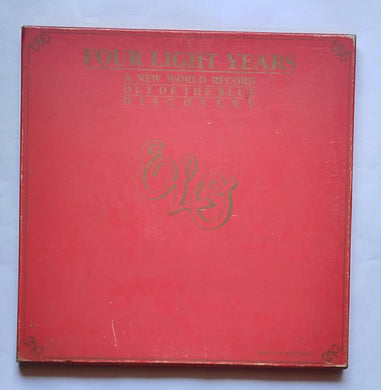 FOUR LIGHT YEARS
A NEW WORLD RECORD
OUT OF THE BLUE
DISCOVERY
ELO